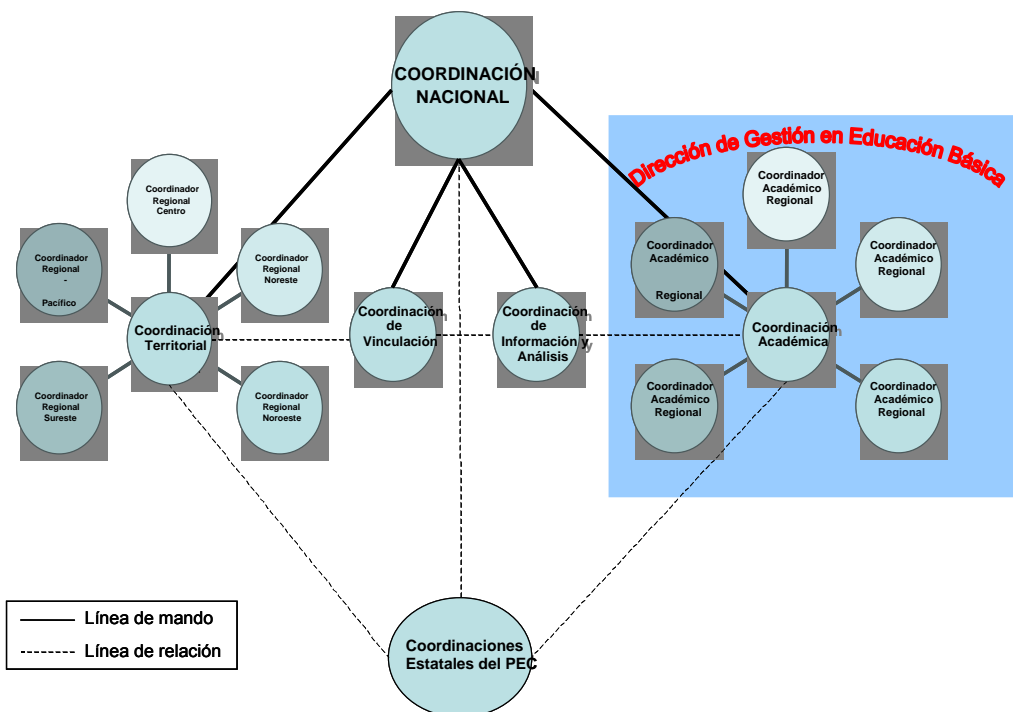 COORDINACIÓN
NACIONAL
Dirección de Gestión en Educación Básica
Coordinador
Regional
Centro
Coordinador
Regional
-
Pacífico
Coordinador
Regional
Noreste
Coordinación
Territorial
Coordinador
Regional
Sureste
Coordinador
Regional
Noroeste
Coordinación
de
Vinculación
Coordinación
de
Información y
Análisis
Coordinador
Académico
Regional
Coordinador
Académico
Regional
Coordinador
Académico
Regional
Coordinación
Académica
Coordinador
Académico
Regional
Coordinador
Académico
Regional
Coordinaciones
Estatales del PEC
Línea de mando
Línea de relación